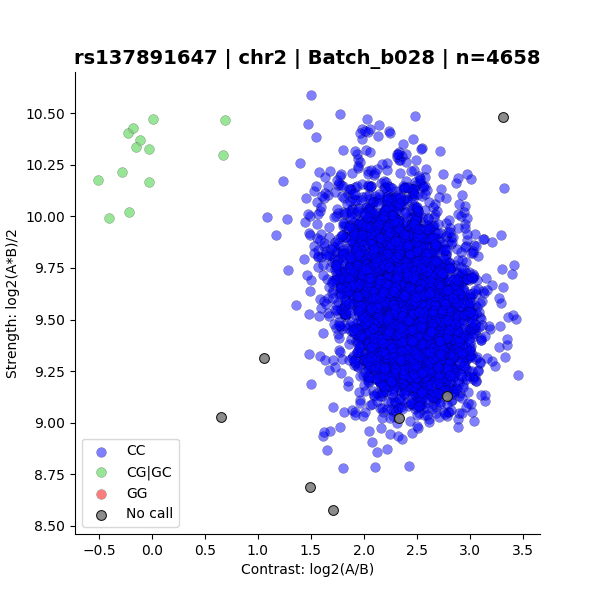 rs137891647 | chr2 | Batch_b028 | n=4658
Strength: log2(A*B)/2
10.50
10.25
10.00
9.75
9.50
9.25
9.00
8.75
8.50
CC
CG|GC
GG
No call
−0.5 0.0 0.5 1.0 1.5 2.0 2.5 3.0 3.5
Contrast: log2(A/B)